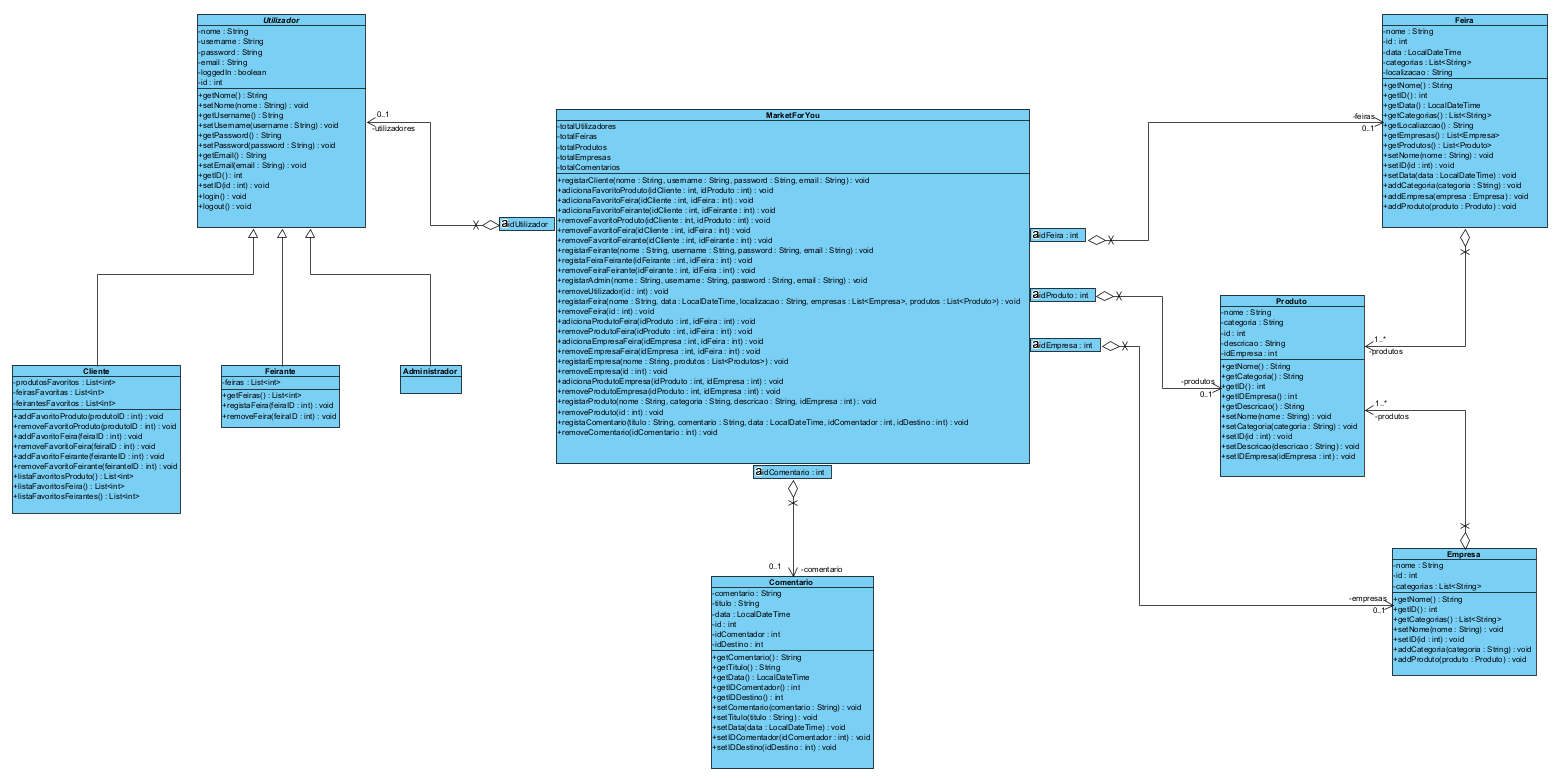 Utilizador
-nome : String
-username : String
-password : String
-email : String
-loggedIn : boolean
-id : int
+getNome() : String
+setNome(nome : String) : void
+getUsername() : String
+setUsername(username : String) : void
+getPassword() : String
+setPassword(password : String) : void
+getEmail() : String
+setEmail(email : String) : void
+getID() : int
+setID(id : int) : void
+login() : void
+logout() : void
0..1
-utilizadores
Cliente
-produtosFavoritos : List<int>
-feirasFavoritas : List<int>
-feirantesFavoritos : List<int>
+addFavoritoProduto(produtoID : int) : void
+removeFavoritoProduto(produtoID : int) : void
+addFavoritoFeira(feiraID : int) : void
+removeFavoritoFeira(feiraID : int) : void
+addFavoritoFeirante(feiranteID : int) : void
+removeFavoritoFeirante(feiranteID : int) : void
+listaFavoritosProduto() : List<int>
+listaFavoritosFeira() : List<int>
+listaFavoritosFeirantes() : List<int>
Feirante
-feiras : List<int>
+getFeiras() : List<int>
+registaFeira(feiraID : int) : void
+removeFeira(feiraID : int) : void
Administrador
aidUtilizador
MarketForYou
-totalUtilizadores
-totalFeiras
-totalProdutos
-totalEmpresas
-totalComentarios
+registarCliente(nome : String, username : String, password : String, email : String) : void
+adicionaFavoritoProduto(idCliente : int, idProduto : int) : void
+adicionaFavoritoFeira(idCliente : int, idFeira : int) : void
+adicionaFavoritoFeirante(idCliente : int, idFeirante : int) : void
+removeFavoritoProduto(idCliente : int, idProduto : int) : void
+removeFavoritoFeira(idCliente : int, idFeira : int) : void
+removeFavoritoFeirante(idCliente : int, idFeirante : int) : void
+registarFeirante(nome : String, username : String, password : String, email : String) : void
+registaFeiraFeirante(idFeirante : int, idFeira : int) : void
+removeFeiraFeirante(idFeirante : int, idFeira : int) : void
+registarAdmin(nome : String, username : String, password : String, email : String) : void
+removeUtilizador(id : int) : void
+registarFeira(nome : String, data : LocalDateTime, localizacao : String, empresas : List<Empresa>, produtos : List<Produto>) : void
+removeFeira(id : int) : void
+adicionaProdutoFeira(idProduto : int, idFeira : int) : void
+removeProdutoFeira(idProduto : int, idFeira : int) : void
+adicionaEmpresaFeira(idEmpresa : int, idFeira : int) : void
+removeEmpresaFeira(idEmpresa : int, idFeira : int) : void
+registarEmpresa(nome : String, produtos : List<Produtos>) : void
+removeEmpresa(id : int) : void
+adicionaProdutoEmpresa(idProduto : int, idEmpresa : int) : void
+removeProdutoEmpresa(idProduto : int, idEmpresa : int) : void
+registarProduto(nome : String, categoria : String, descricao : String, idEmpresa : int) : void
+removeProduto(id : int) : void
+registaComentario(titulo : String, comentario : String, data : LocalDateTime, idComentador : int, idDestino : int) : void
+removeComentario(idComentario : int) : void
aidFeira : int
aidProduto : int
aidEmpresa : int
aidComentario : int
0..1
-comentario
Comentario
-comentario : String
-titulo : String
-data : LocalDateTime
-id : int
-idComentador : int
-idDestino : int
+getComentario() : String
+getTitulo() : String
+getData() : LocalDateTime
+getIDComentador() : int
+getIDDestino() : int
+setComentario(comentario : String) : void
+setTitulo(titulo : String) : void
+setData(data : LocalDateTime) : void
+setIDComentador(idComentador : int) : void
+setIDDestino(idDestino : int) : void
-feiras
0..1
Feira
-nome : String
-id : int
-data : LocalDateTime
-categorias : List<String>
-localizacao : String
+getNome() : String
+getID() : int
+getData() : LocalDateTime
+getCategorias() : List<String>
+getLocaliazcao() : String
+getEmpresas() : List<Empresa>
+getProdutos() : List<Produto>
+setNome(nome : String) : void
+setID(id : int) : void
+setData(data : LocalDateTime) : void
+addCategoria(categoria : String) : void
+addEmpresa(empresa : Empresa) : void
+addProduto(produto : Produto) : void
-produtos
0..1
Produto
-nome : String
-categoria : String
-id : int
-descricao : String
-idEmpresa : int
+getNome() : String
+getCategoria() : String
+getID() : int
+getIDEmpresa() : int
+getDescricao() : String
+setNome(nome : String) : void
+setCategoria(categoria : String) : void
+setID(id : int) : void
+setDescricao(descricao : String) : void
+setIDEmpresa(idEmpresa : int) : void
1..*
-produtos
1..*
-produtos
-empresas
0..1
Empresa
-nome : String
-id : int
-categorias : List<String>
+getNome() : String
+getID() : int
+getCategorias() : List<String>
+setNome(nome : String) : void
+setID(id : int) : void
+addCategoria(categoria : String) : void
+addProduto(produto : Produto) : void